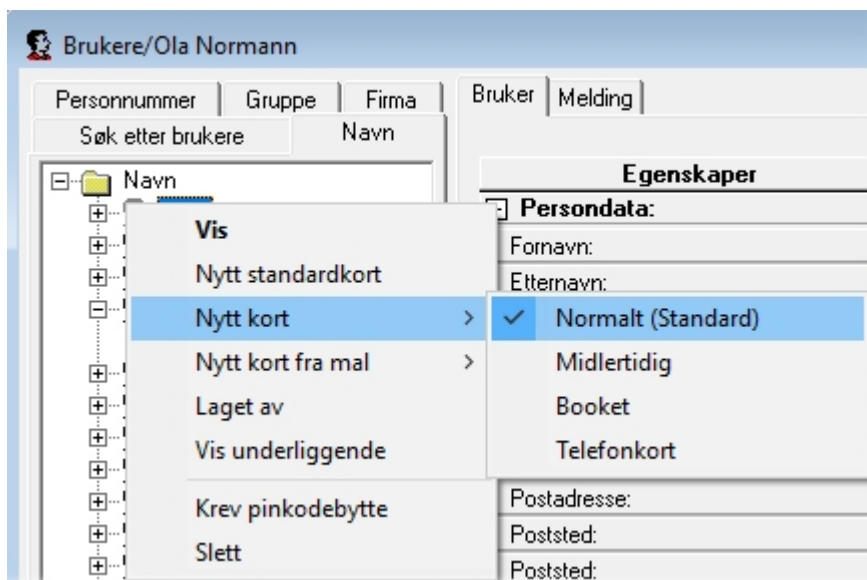 Brukere/Ola Normann
Personnummer Gruppe Firma
Søk etter brukere Navn
Navn
Vis
Nytt standardkort
Nytt kort
Nytt kort fra mal
Laget av
Vis underliggende
Krev pinkodebytte
Slett
Bruker Melding
Egenskaper
Persondata:
Fornavn:
Etternavn:
Normalt (Standard)
Midlertidig
Booket
Telefonkort
Postadresse:
Poststed:
Poststed: